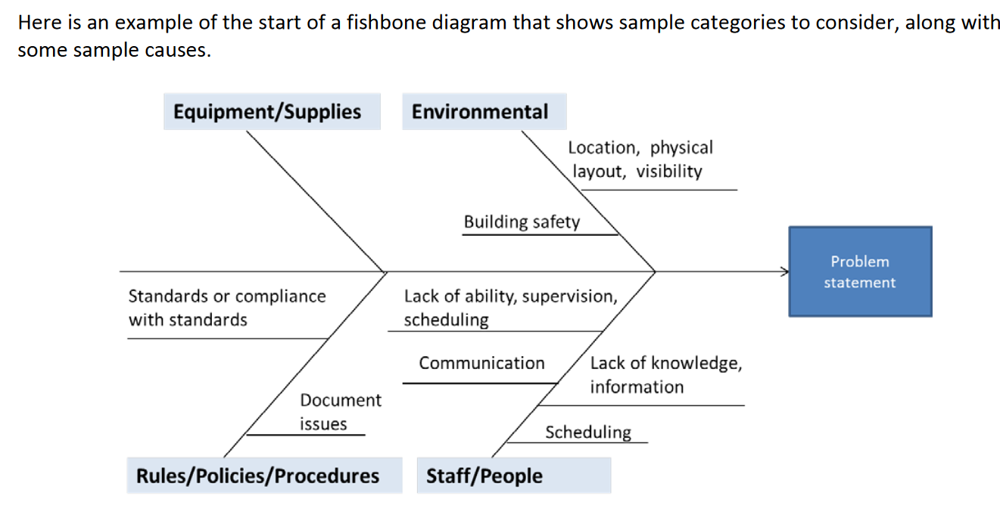 Here is an example of the start of a fishbone diagram that shows sample categories to consider, along with
some sample causes.
Equipment/Supplies
Environmental
Location, physical
layout, visibility
Building safety
Problem
statement
Standards or compliance
with standards
Lack of ability, supervision,
scheduling
Communication
Lack of knowledge,
information
Document
issues
Scheduling
Rules/Policies/Procedures
Staff/People